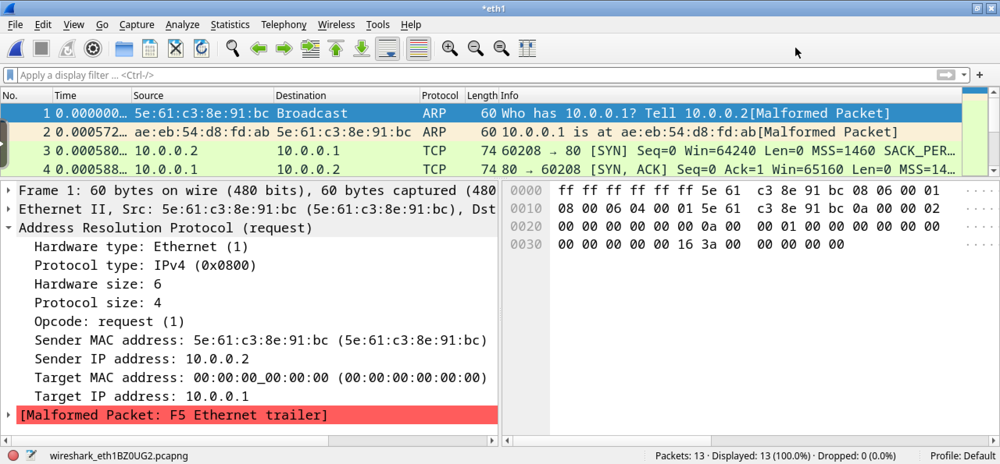 *eth1
File Edit View Go Capture Analyze Statistics Telephony Wireless Tools Help
Apply a display filter ... <Ctrl-/>
No. Time Source Destination Protocol Length Info
1 0.000000… 5e:61:c3:8e:91:bc Broadcast ARP 60 Who has 10.0.0.1? Tell 10.0.0.2[Malformed Packet]
2 0.000572… ae:eb:54:d8:fd:ab 5e:61:c3:8e:91:bc ARP 60 10.0.0.1 is at ae:eb:54:d8:fd:ab[Malformed Packet]
3 0.000580… 10.0.0.2 10.0.0.1 TCP 74 60208 → 80 [SYN] Seq=0 Win=64240 Len=0 MSS=1460 SACK_PER…
4 0.000588… 10.0.0.1 10.0.0.2 TCP 74 80 → 60208 [SYN, ACK] Seq=0 Ack=1 Win=65160 Len=0 MSS=14…
Frame 1: 60 bytes on wire (480 bits), 60 bytes captured (480
Ethernet II, Src: 5e:61:c3:8e:91:bc (5e:61:c3:8e:91:bc), Dst
Address Resolution Protocol (request)
Hardware type: Ethernet (1)
Protocol type: IPv4 (0x0800)
Hardware size: 6
Protocol size: 4
Opcode: request (1)
Sender MAC address: 5e:61:c3:8e:91:bc (5e:61:c3:8e:91:bc)
Sender IP address: 10.0.0.2
Target MAC address: 00:00:00_00:00:00 (00:00:00:00:00:00)
Target IP address: 10.0.0.1
[Malformed Packet: F5 Ethernet trailer]
0000 ff ff ff ff ff ff 5e 61 c3 8e 91 bc 08 06 00 01 ·····
0010 08 00 06 04 00 01 5e 61 c3 8e 91 bc 0a 00 00 02 ·····
0020 00 00 00 00 00 00 0a 00 00 01 00 00 00 00 00 00 ·····
0030 00 00 00 00 00 16 3a 00 00 00 00 00 ·····
wireshark_eth1BZ0UG2.pcapng
Packets: 13 · Displayed: 13 (100.0%) · Dropped: 0 (0.0%)
Profile: Default